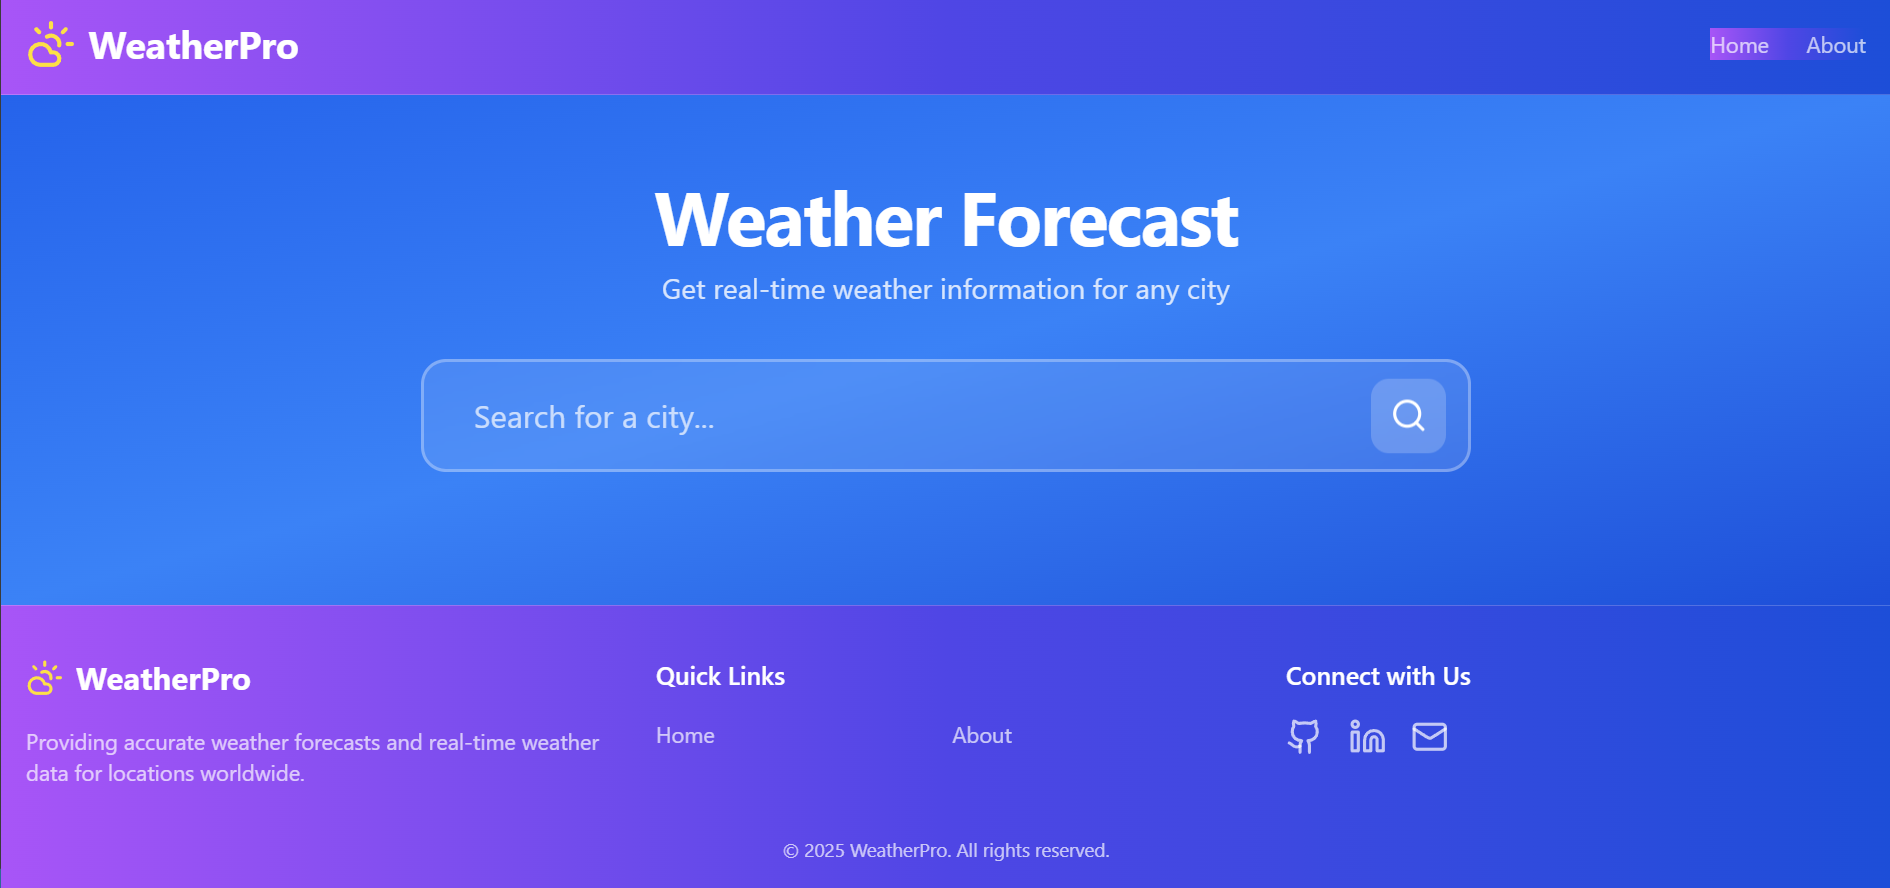 WeatherPro
Home
About
Weather Forecast
Get real-time weather information for any city
Search for a city...
WeatherPro
Providing accurate weather forecasts and real-time weather
data for locations worldwide.
Quick Links
Home
About
Connect with Us
© 2025 WeatherPro. All rights reserved.